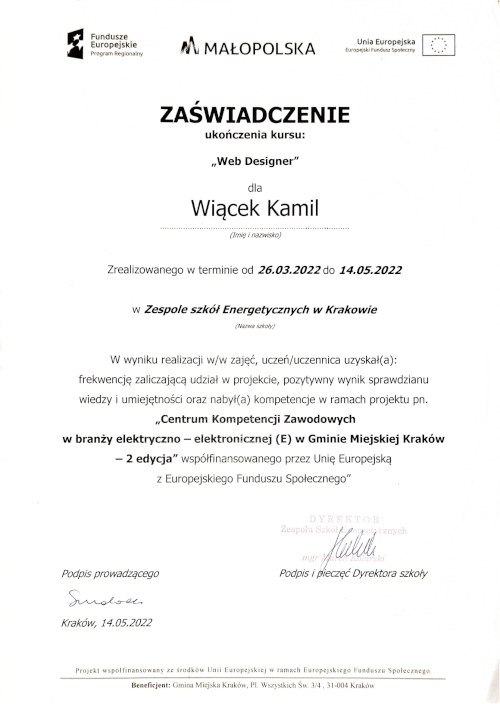 Fundusze
Europejskie
Program Regionalny
MAŁOPOLSKA
Unia Europejska
Europejski Fundusz Społeczny
ZAŚWIADCZENIE
ukończenia kursu:
„Web Designer"
dla
Wiącek Kamil
(Imię i nazwisko)
Zrealizowanego w terminie od 26.03.2022 do 14.05.2022
w Zespole szkół Energetycznych w Krakowie
(Nazwa szkoły)
W wyniku realizacji w/w zajęć, uczeń/uczennica uzyskał(a):
frekwencję zaliczającą udział w projekcie, pozytywny wynik sprawdzianu
wiedzy i umiejętności oraz nabył(a) kompetencje w ramach projektu pn.
„Centrum Kompetencji Zawodowych
w branży elektryczno – elektronicznej (E) w Gminie Miejskiej Kraków
– 2 edycja" współfinansowanego przez Unię Europejską
z Europejskiego Funduszu Społecznego"
DYREKTOR
Zespołu Szkół Energetycznych
mgr
Podpis prowadzącego
Podpis i pieczęć Dyrektora szkoły
Kraków, 14.05.2022
Projekt współfinansowany ze środków Unii Europejskiej w ramach Europejskiego Funduszu Społecznego
Beneficjent: Gmina Miejska Kraków, Pl. Wszystkich Św. 3/4 , 31-004 Kraków